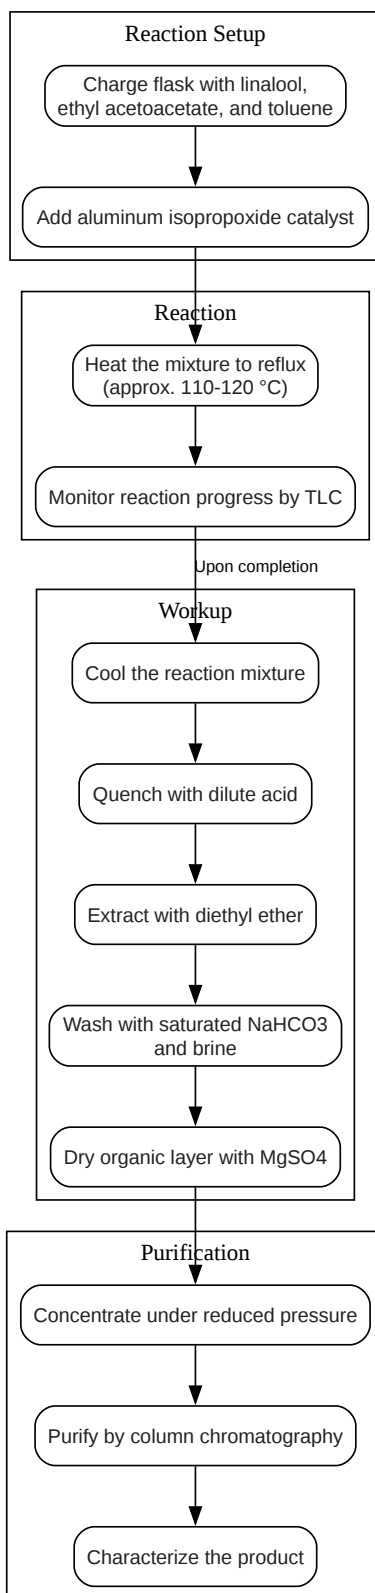 Reaction Setup
Charge flask with linalool,
ethyl acetoacetate, and toluene
Add aluminum isopropoxide catalyst
Reaction
Heat the mixture to reflux
(approx. 110-120 °C)
Monitor reaction progress by TLC
Upon completion
Workup
Cool the reaction mixture
Quench with dilute acid
Extract with diethyl ether
Wash with saturated NaHCO3
and brine
Dry organic layer with MgSO4
Purification
Concentrate under reduced pressure
Purify by column chromatography
Characterize the product